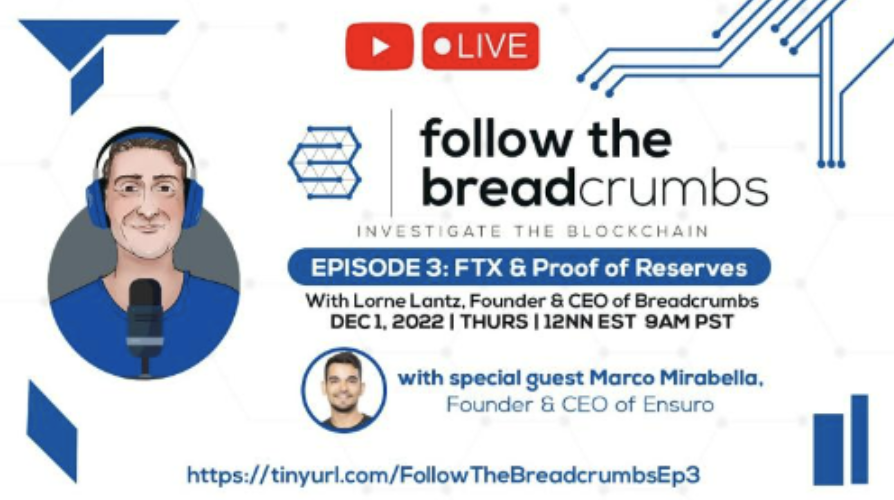 LIVE
follow the
breadcrumbs
INVESTIGATE THE BLOCKCHAIN
EPISODE 3: FTX & Proof of Reserves
With Lorne Lantz, Founder & CEO of Breadcrumbs
DEC 1, 2022 | THURS | 12NN EST 9AM PST
with special guest Marco Mirabella,
Founder & CEO of Ensuro
https://tinyurl.com/FollowTheBreadcrumbsEp3